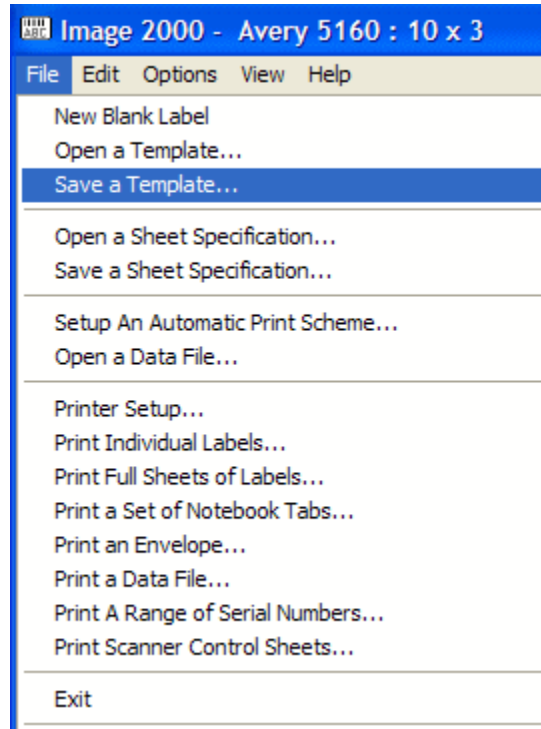 Image 2000 - Avery 5160 : 10 x 3
File Edit Options View Help
New Blank Label
Open a Template...
Save a Template...
Open a Sheet Specification...
Save a Sheet Specification...
Setup An Automatic Print Scheme...
Open a Data File...
Printer Setup...
Print Individual Labels...
Print Full Sheets of Labels...
Print a Set of Notebook Tabs...
Print an Envelope...
Print a Data File...
Print A Range of Serial Numbers...
Print Scanner Control Sheets...
Exit